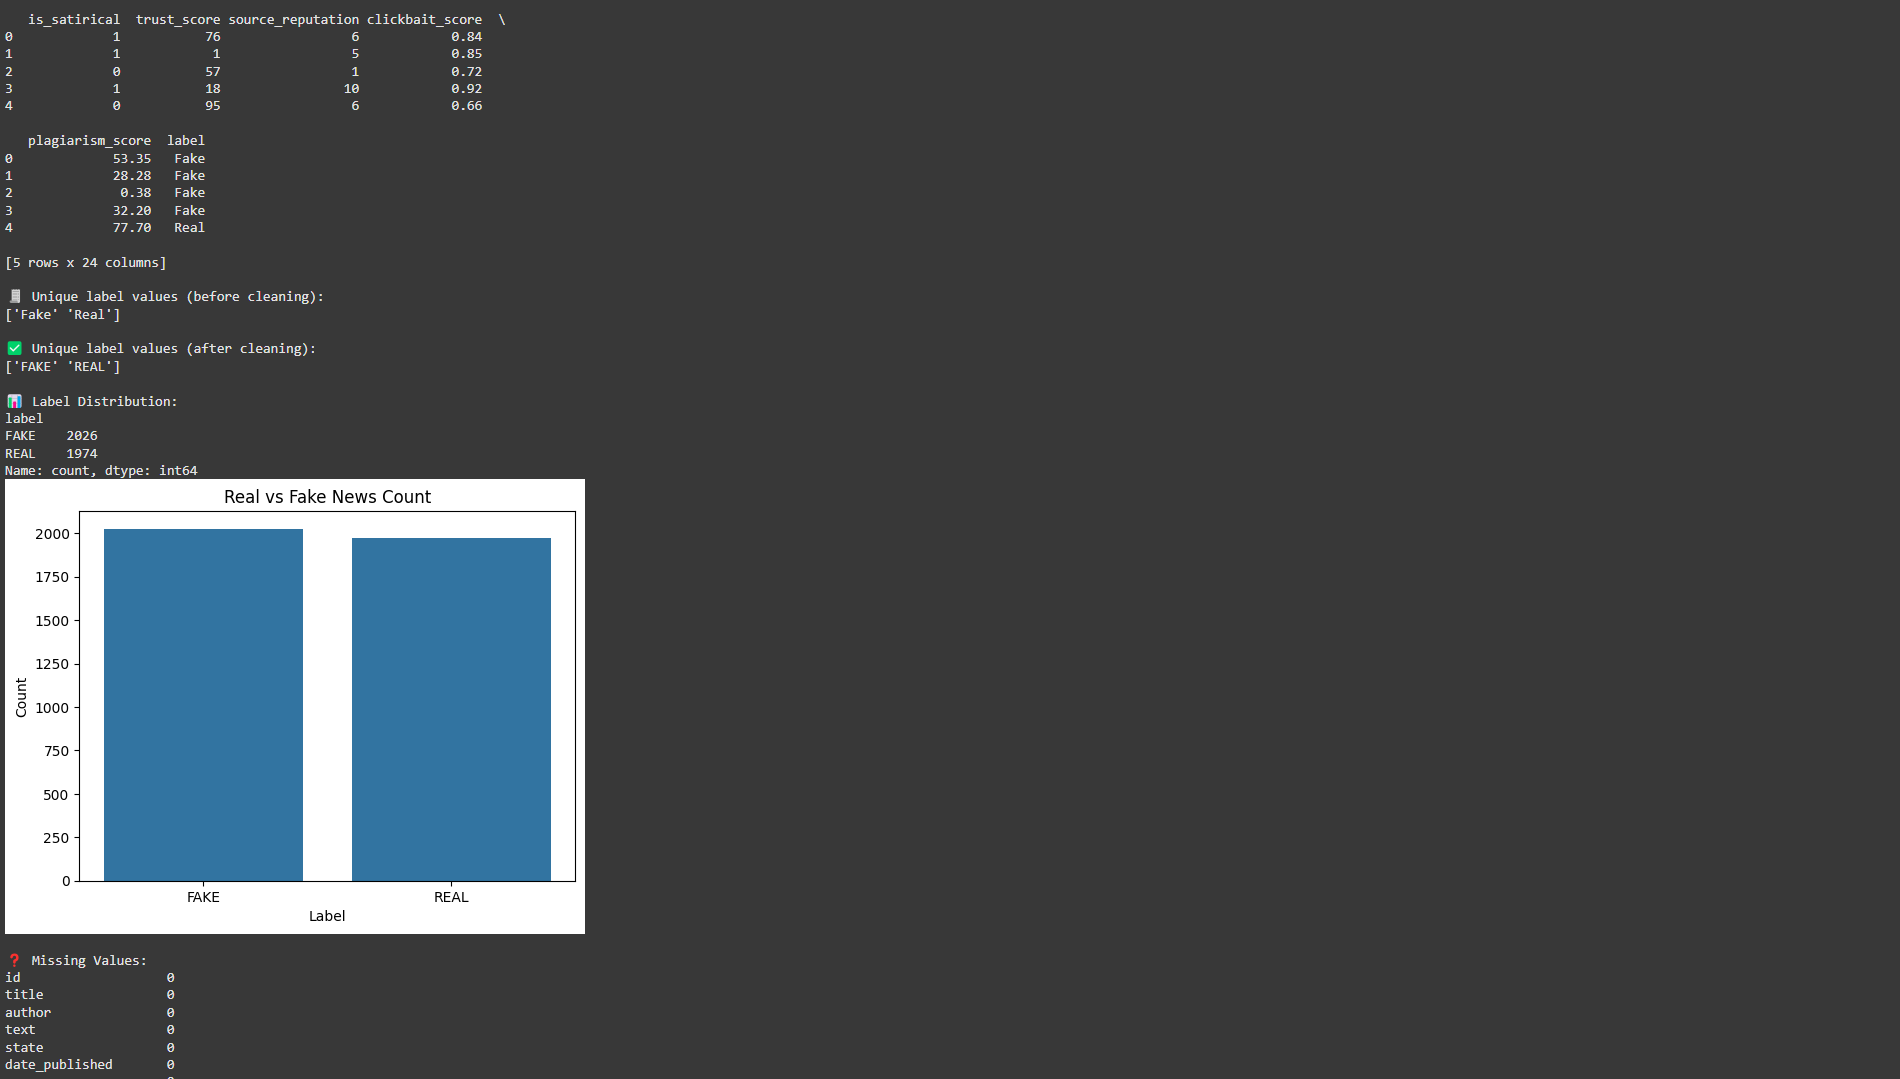 is_satirical trust_score source_reputation clickbait_score \
0 1 76 6 0.84
1 1 1 5 0.85
2 0 57 1 0.72
3 1 18 10 0.92
4 0 95 6 0.66
plagiarism_score label
0 53.35 Fake
1 28.28 Fake
2 0.38 Fake
3 32.20 Fake
4 77.70 Real
[5 rows x 24 columns]
Unique label values (before cleaning):
['Fake' 'Real']
Unique label values (after cleaning):
['FAKE' 'REAL']
Label Distribution:
label
FAKE 2026
REAL 1974
Name: count, dtype: int64
Real vs Fake News Count
2000
1750
1500
1250
1000
750
500
250
0
Count
FAKE REAL
Label
❓ Missing Values:
id 0
title 0
author 0
text 0
state 0
date_published 0